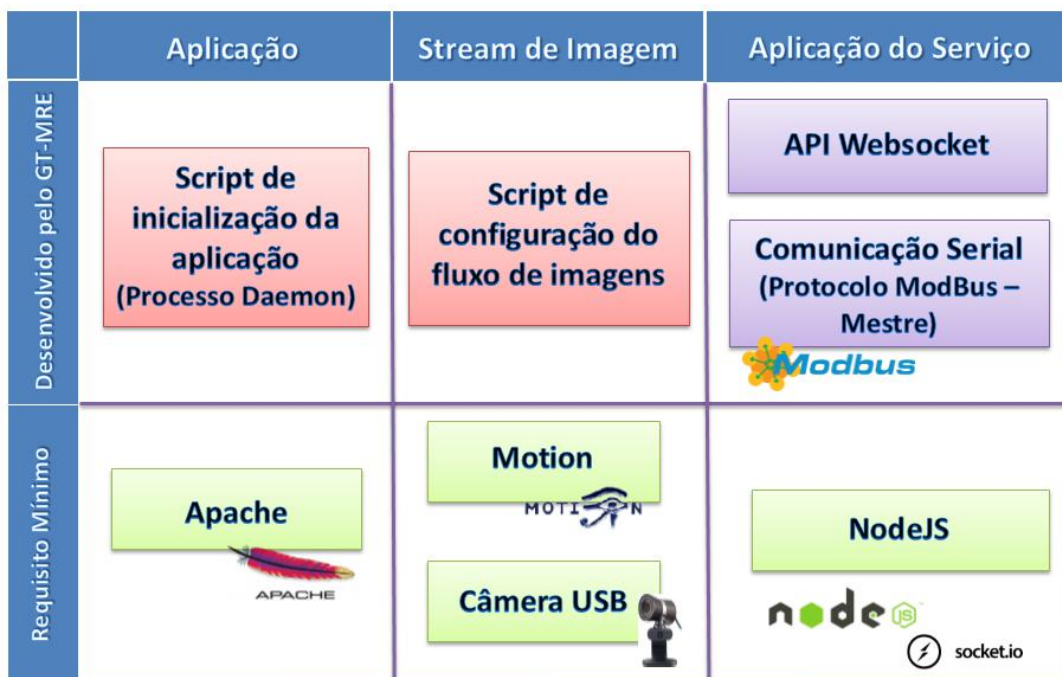 Aplicação
Stream de Imagem
Aplicação do Serviço
Desenvolvido pelo GT-MRE
Script de
inicialização da
aplicação
(Processo Daemon)
Script de
configuração do
fluxo de imagens
API Websocket
Comunicação Serial
(Protocolo ModBus –
Mestre)
Modbus
Requisito Mínimo
Apache
APACHE
Motion
MOTION
Câmera USB
NodeJS
node JS
socket.io